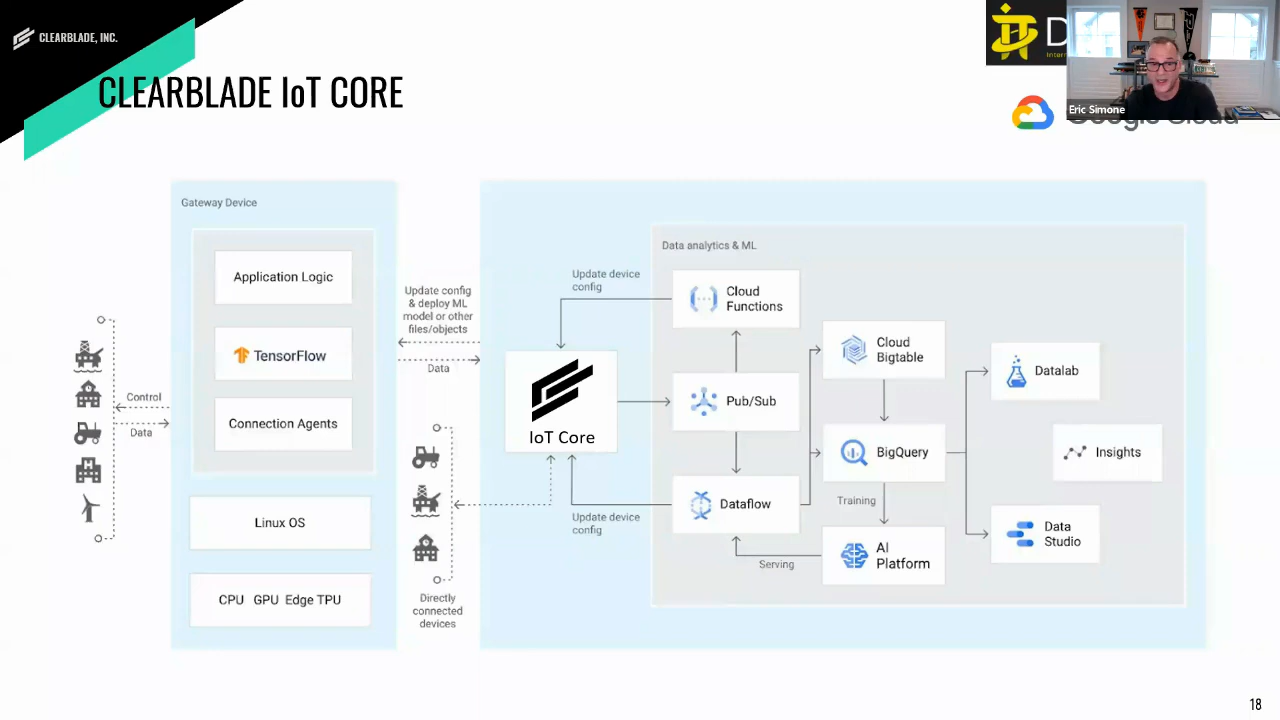 CLEARBLADE, INC.
CLEARBLADE IoT CORE
Eric Simone
Google Cloud
Gateway Device
Application Logic
TensorFlow
Connection Agents
Linux OS
CPU GPU Edge TPU
Control
Data
Update config
& deploy ML
model or other
files/objects
Data
Directly
connected
devices
IoT Core
Update device
config
Update device
config
Data analytics & ML
Cloud
Functions
Pub/Sub
Dataflow
Cloud
Bigtable
BigQuery
Training
AI
Platform
Serving
Datalab
Insights
Data
Studio
18